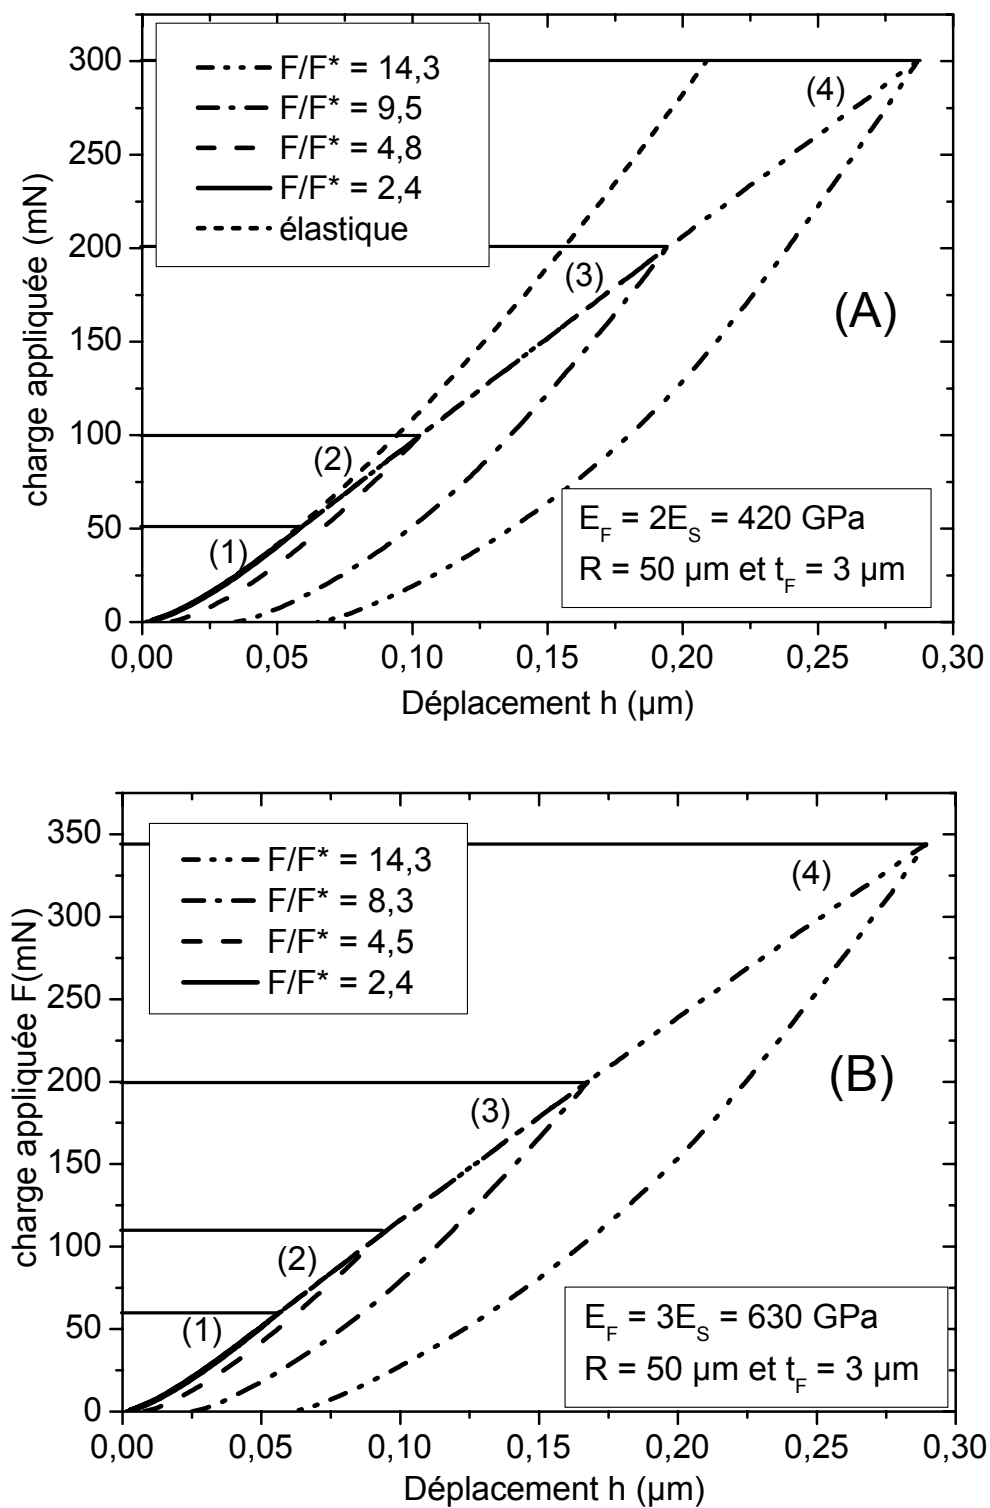 F/F* = 14,3
F/F* = 9,5
F/F* = 4,8
F/F* = 2,4
élastique
300
250
200
150
100
50
0
charge appliquée (mN)
(1)
(2)
(3)
(4)
(A)
E_F = 2E_S = 420 GPa
R = 50 µm et t_F = 3 µm
0,00 0,05 0,10 0,15 0,20 0,25 0,30
Déplacement h (µm)
F/F* = 14,3
F/F* = 8,3
F/F* = 4,5
F/F* = 2,4
350
300
250
200
150
100
50
0
charge appliquée F(mN)
(1)
(2)
(3)
(4)
(B)
E_F = 3E_S = 630 GPa
R = 50 µm et t_F = 3 µm
0,00 0,05 0,10 0,15 0,20 0,25 0,30
Déplacement h (µm)